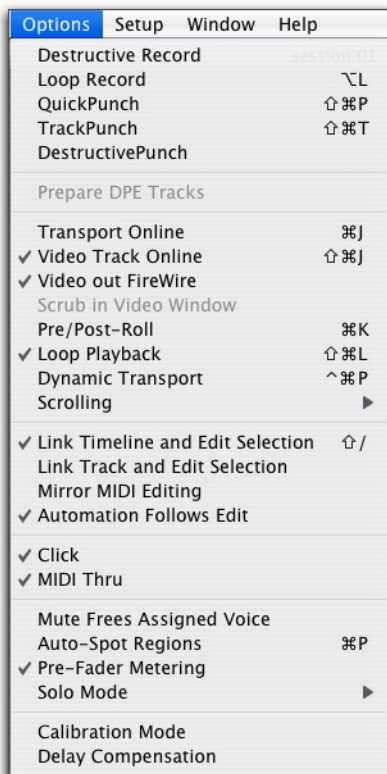 Options Setup Window Help
Destructive Record session 01
Loop Record ⌥L
QuickPunch ⇧⌘P
TrackPunch ⇧⌘T
DestructivePunch
Prepare DPE Tracks
Transport Online ⌘J
✓ Video Track Online ⇧⌘J
✓ Video out FireWire
Scrub in Video Window
Pre/Post-Roll ⌘K
✓ Loop Playback ⇧⌘L
Dynamic Transport ^⌘P
Scrolling ▶
✓ Link Timeline and Edit Selection ⇧/
Link Track and Edit Selection
Mirror MIDI Editing
✓ Automation Follows Edit
✓ Click
✓ MIDI Thru
Mute Frees Assigned Voice
Auto-Spot Regions ⌘P
✓ Pre-Fader Metering
Solo Mode ▶
Calibration Mode
Delay Compensation